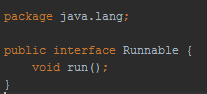 package java.lang;
public interface Runnable {
    void run();
}